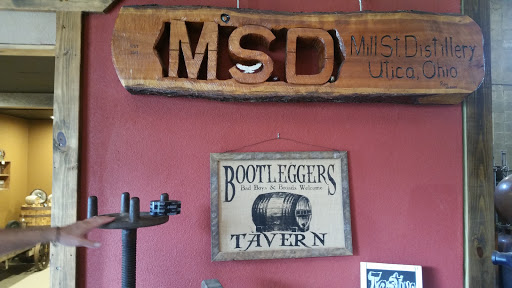 MSD
Mill St Distillery
Utica, Ohio
BOOTLEGGERS
Bad Boys & Broads Welcome
TAVERN